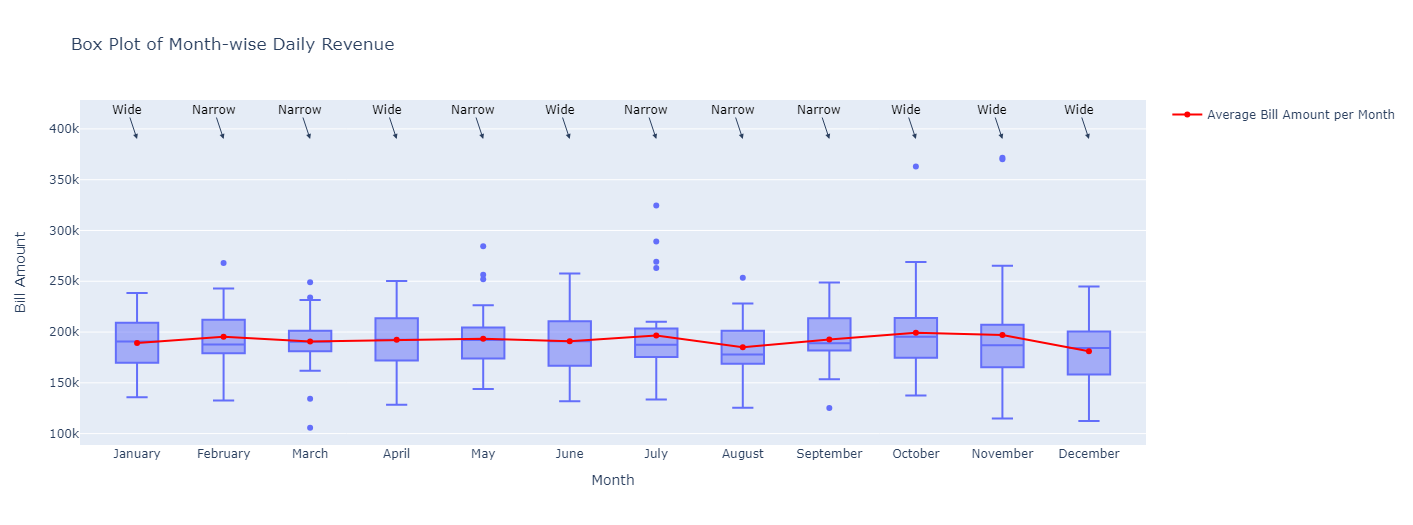 Box Plot of Month-wise Daily Revenue
Wide Narrow Narrow Wide Narrow Wide Narrow Narrow Narrow Wide Wide Wide
Average Bill Amount per Month
400k
350k
300k
250k
200k
150k
100k
Bill Amount
January February March April May June July August September October November December
Month